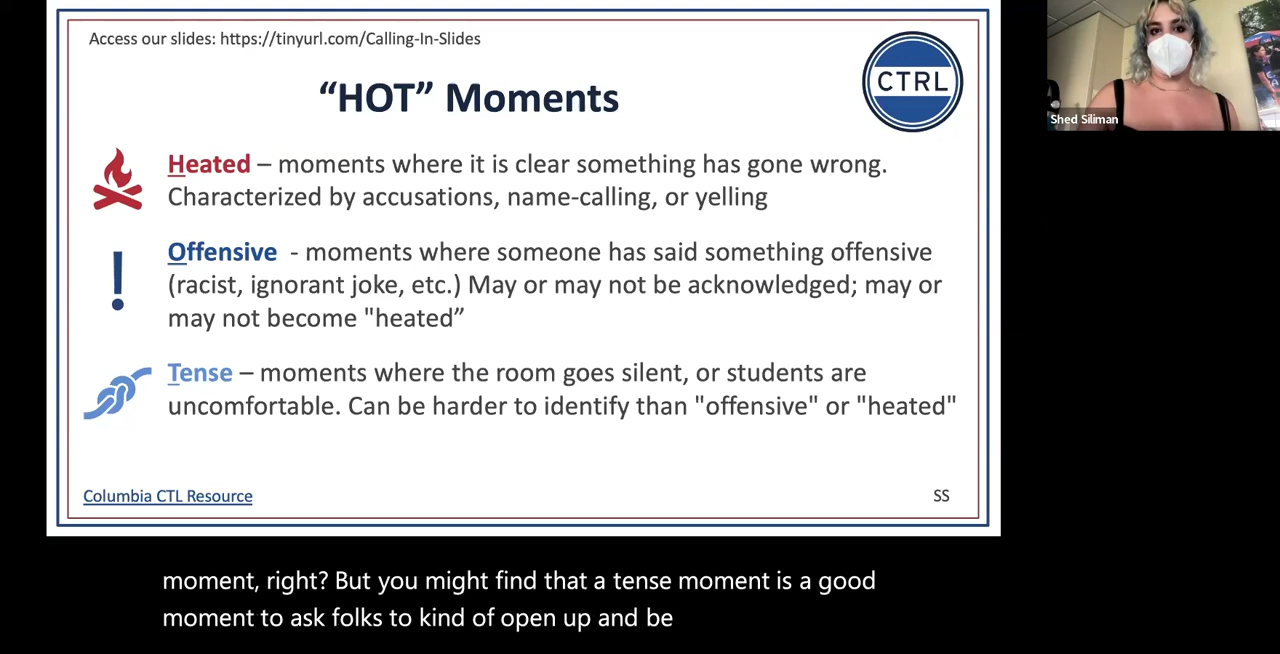 Access our slides: https://tinyurl.com/Calling-In-Slides
CTRL
“HOT” Moments
Heated – moments where it is clear something has gone wrong.
Characterized by accusations, name-calling, or yelling
Offensive - moments where someone has said something offensive
(racist, ignorant joke, etc.) May or may not be acknowledged; may or
may not become "heated”
Tense – moments where the room goes silent, or students are
uncomfortable. Can be harder to identify than "offensive" or "heated"
Columbia CTL Resource
SS
Shed Siliman
moment, right? But you might find that a tense moment is a good
moment to ask folks to kind of open up and be